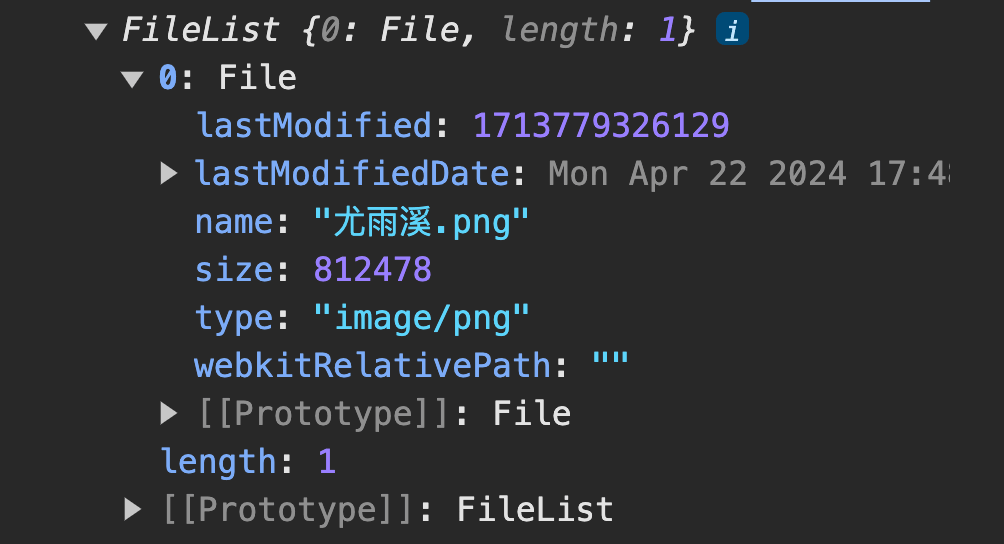 FileList {0: File, length: 1} i
0: File
lastModified: 1713779326129
lastModifiedDate: Mon Apr 22 2024 17:4
name: "尤雨溪.png"
size: 812478
type: "image/png"
webkitRelativePath: ""
[[Prototype]]: File
length: 1
[[Prototype]]: FileList